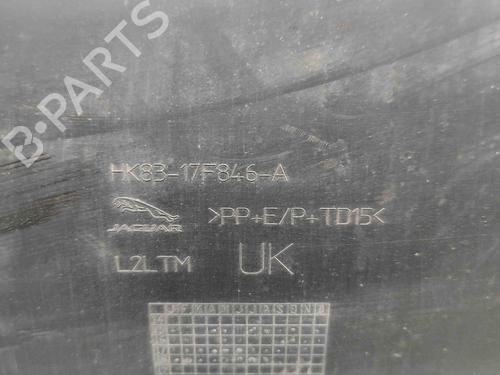 B-PARTS
HK83-17F846-A
JAGUAR
>PP+E/P+TD15<
L2LTM
UK